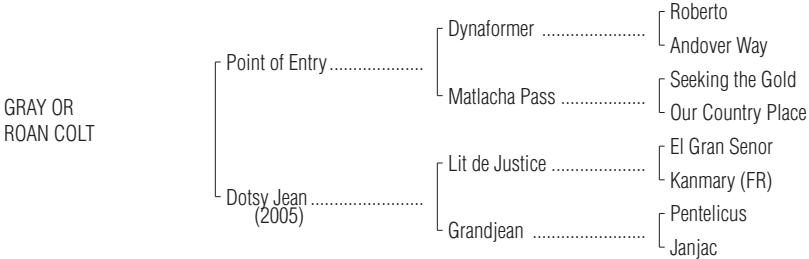 GRAY OR
ROAN COLT
Point of Entry....................
Dotsy Jean........................
(2005)
Dynaformer ......................
Matlacha Pass ..................
Lit de Justice ....................
Grandjean ........................
Roberto
Andover Way
Seeking the Gold
Our Country Place
El Gran Senor
Kanmary (FR)
Pentelicus
Janjac